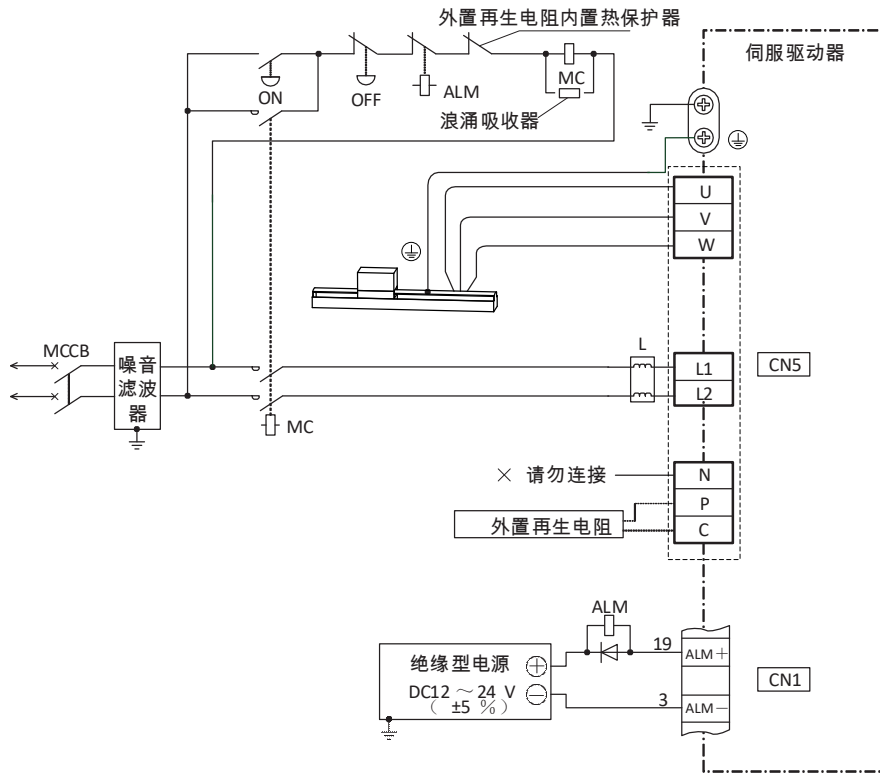 外置再生电阻内置热保护器
伺服驱动器
ON
OFF
ALM
MC
浪涌吸收器
U
V
W
MCCB
噪音
滤波
器
MC
L
L1
L2
CN5
× 请勿连接
N
P
C
外置再生电阻
ALM
绝缘型电源
DC12 ～ 24 V
（ ±5 %）
19
3
ALM＋
ALM－
CN1